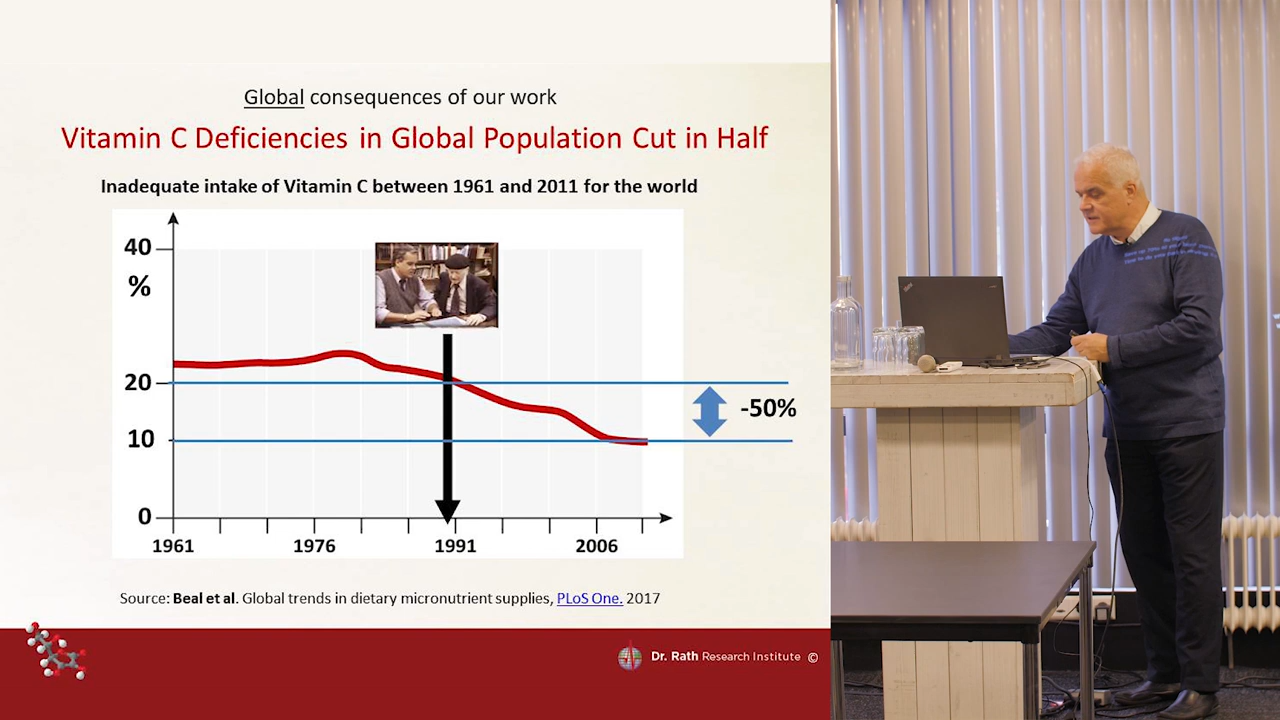 Global consequences of our work
Vitamin C Deficiencies in Global Population Cut in Half
Inadequate intake of Vitamin C between 1961 and 2011 for the world
40
%
20
-50%
10
0
1961 1976 1991 2006
Source: Beal et al. Global trends in dietary micronutrient supplies, PLoS One. 2017
Dr. Rath Research Institute ©